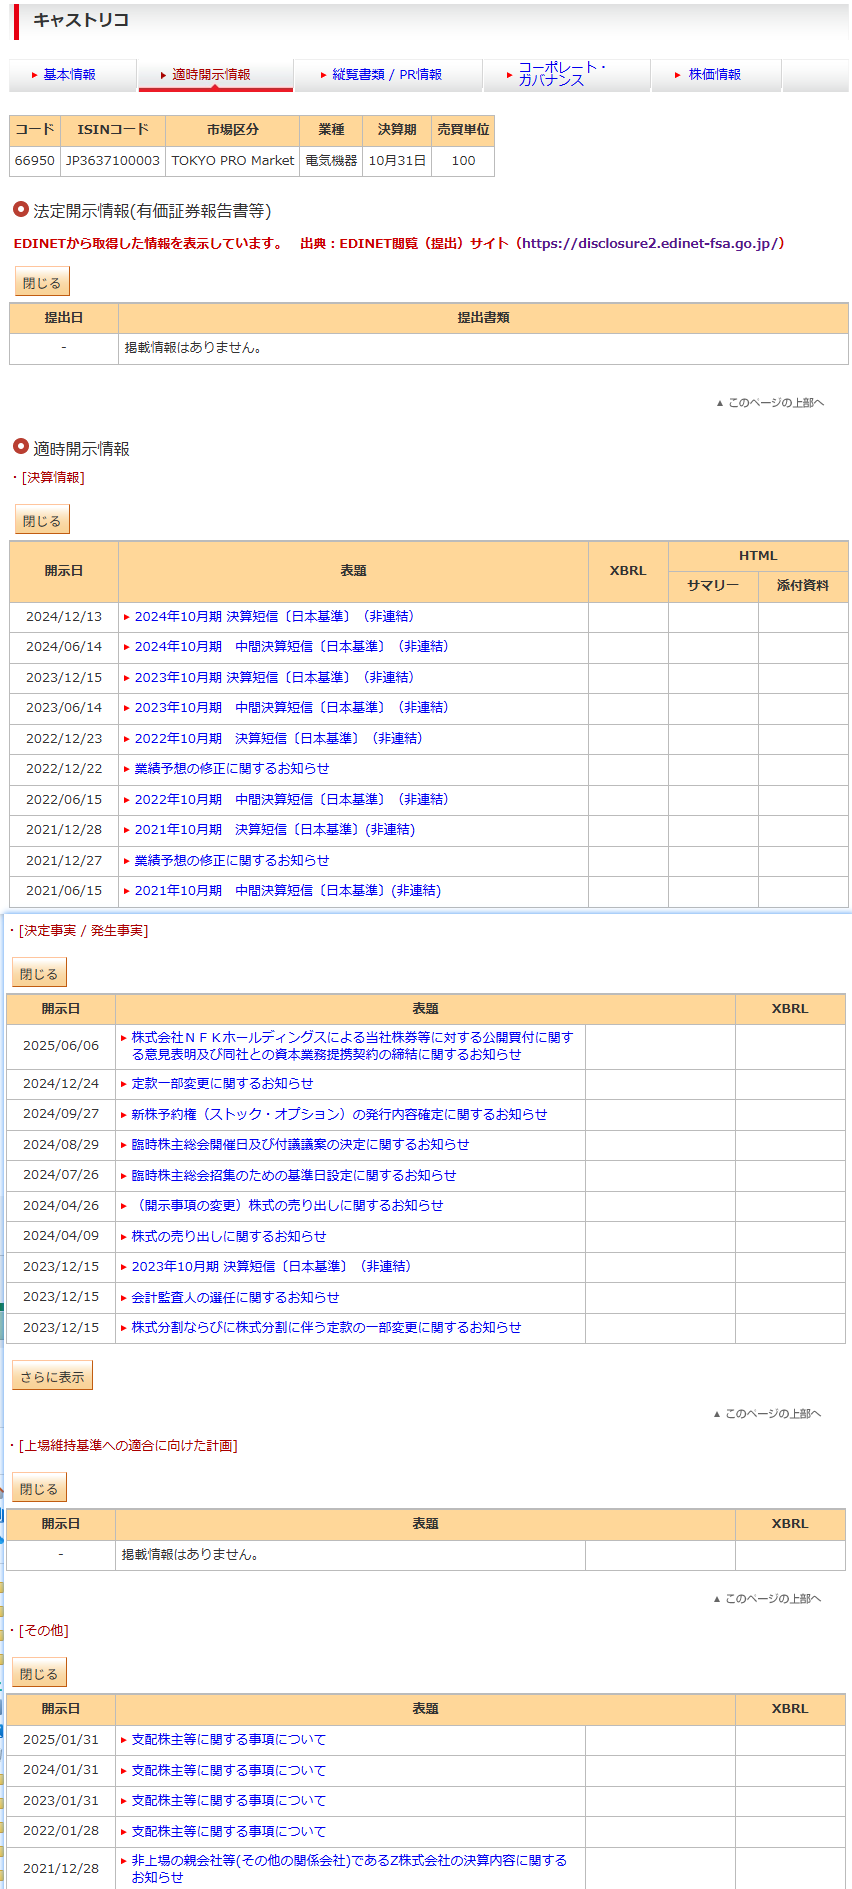 キャストリコ
基本情報
適時開示情報
縦覧書類 / PR情報
コーポレート・
ガバナンス
株価情報
コード ISINコード 市場区分 業種 決算期 売買単位
66950 JP3637100003 TOKYO PRO Market 電気機器 10月31日 100
法定開示情報(有価証券報告書等)
EDINETから取得した情報を表示しています。　出典：EDINET閲覧（提出）サイト（https://disclosure2.edinet-fsa.go.jp/）
閉じる
提出日 提出書類
- 掲載情報はありません。
▲ このページの上部へ
適時開示情報
・[決算情報]
閉じる
開示日 表題 XBRL HTML
サマリー 添付資料
2024/12/13 2024年10月期 決算短信〔日本基準〕（非連結）
2024/06/14 2024年10月期　中間決算短信〔日本基準〕（非連結）
2023/12/15 2023年10月期 決算短信〔日本基準〕（非連結）
2023/06/14 2023年10月期　中間決算短信〔日本基準〕（非連結）
2022/12/23 2022年10月期　決算短信〔日本基準〕（非連結）
2022/12/22 業績予想の修正に関するお知らせ
2022/06/15 2022年10月期　中間決算短信〔日本基準〕（非連結）
2021/12/28 2021年10月期　決算短信〔日本基準〕(非連結)
2021/12/27 業績予想の修正に関するお知らせ
2021/06/15 2021年10月期　中間決算短信〔日本基準〕(非連結)
・[決定事実 / 発生事実]
閉じる
開示日 表題 XBRL
2025/06/06 株式会社ＮＦＫホールディングスによる当社株券等に対する公開買付に関す
る意見表明及び同社との資本業務提携契約の締結に関するお知らせ
2024/12/24 定款一部変更に関するお知らせ
2024/09/27 新株予約権（ストック・オプション）の発行内容確定に関するお知らせ
2024/08/29 臨時株主総会開催日及び付議議案の決定に関するお知らせ
2024/07/26 臨時株主総会招集のための基準日設定に関するお知らせ
2024/04/26 （開示事項の変更）株式の売り出しに関するお知らせ
2024/04/09 株式の売り出しに関するお知らせ
2023/12/15 2023年10月期 決算短信〔日本基準〕（非連結）
2023/12/15 会計監査人の選任に関するお知らせ
2023/12/15 株式分割ならびに株式分割に伴う定款の一部変更に関するお知らせ
さらに表示
▲ このページの上部へ
・[上場維持基準への適合に向けた計画]
閉じる
開示日 表題 XBRL
- 掲載情報はありません。
▲ このページの上部へ
・[その他]
閉じる
開示日 表題 XBRL
2025/01/31 支配株主等に関する事項について
2024/01/31 支配株主等に関する事項について
2023/01/31 支配株主等に関する事項について
2022/01/28 支配株主等に関する事項について
2021/12/28 非上場の親会社等(その他の関係会社)であるZ株式会社の決算内容に関する
お知らせ